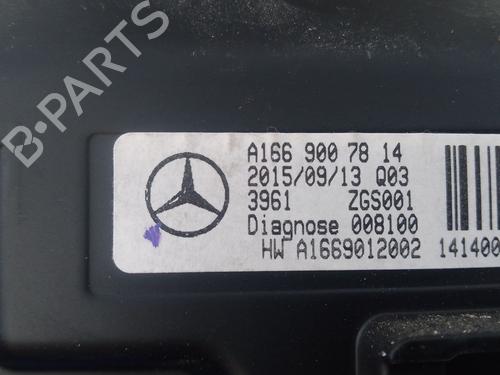 B-PARTS
A166 900 78 14
2015/09/13 Q03
3961 ZGS001
Diagnose 008100
HW A1669012002 141400